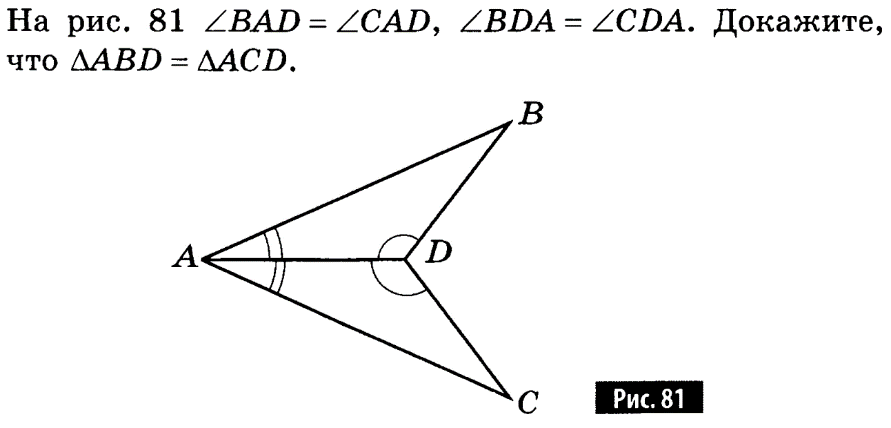 На рис. 81 ∠BAD = ∠CAD, ∠BDA = ∠CDA. Докажите,
что ΔABD = ΔACD.
B
A
D
C
Рис. 81